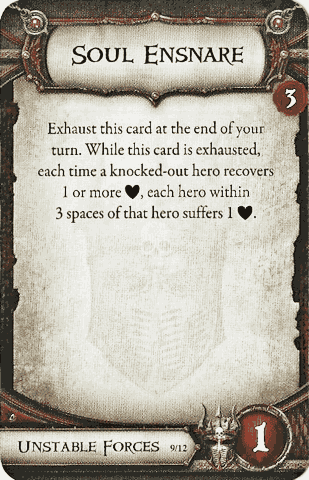 Soul Ensnare
3
Exhaust this card at the end of your
turn. While this card is exhausted,
each time a knocked-out hero recovers
1 or more ♥, each hero within
3 spaces of that hero suffers 1 ♥.
Unstable Forces 9/12
1